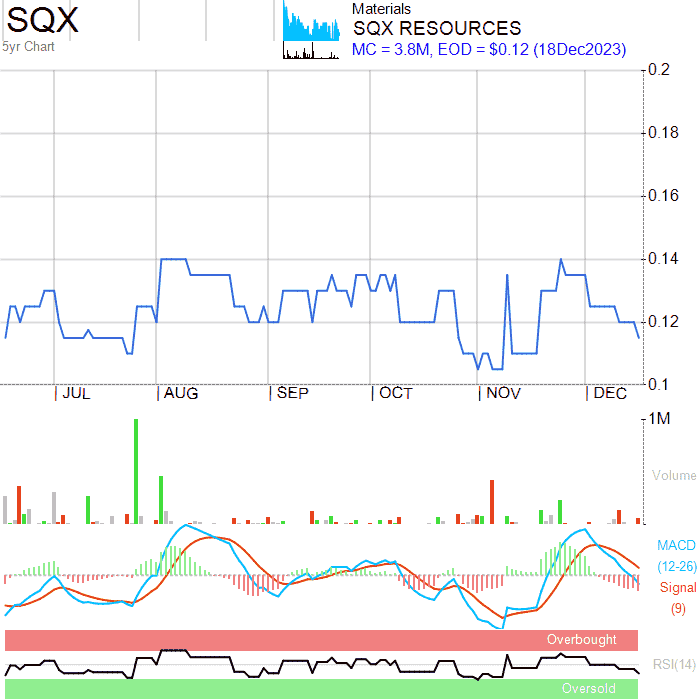 SQX
5yr Chart
Materials
SQX RESOURCES
MC = 3.8M, EOD = $0.12 (18Dec2023)
0.2
0.18
0.16
0.14
0.12
0.1
JUL AUG SEP OCT NOV DEC
1M
Volume
MACD
(12-26)
Signal
(9)
Overbought
RSI(14)
Oversold